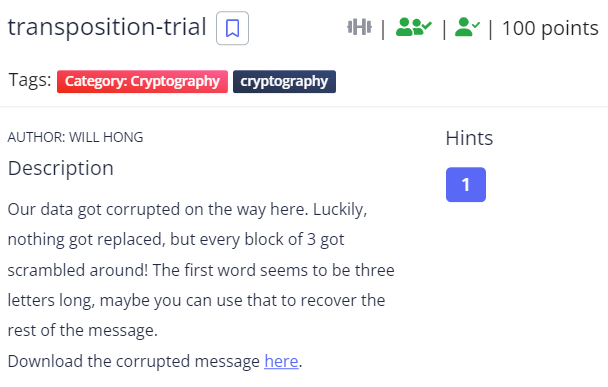 transposition-trial
| | | 100 points
Tags: Category: Cryptography cryptography
AUTHOR: WILL HONG
Hints
Description
1
Our data got corrupted on the way here. Luckily,
nothing got replaced, but every block of 3 got
scrambled around! The first word seems to be three
letters long, maybe you can use that to recover the
rest of the message.
Download the corrupted message here.